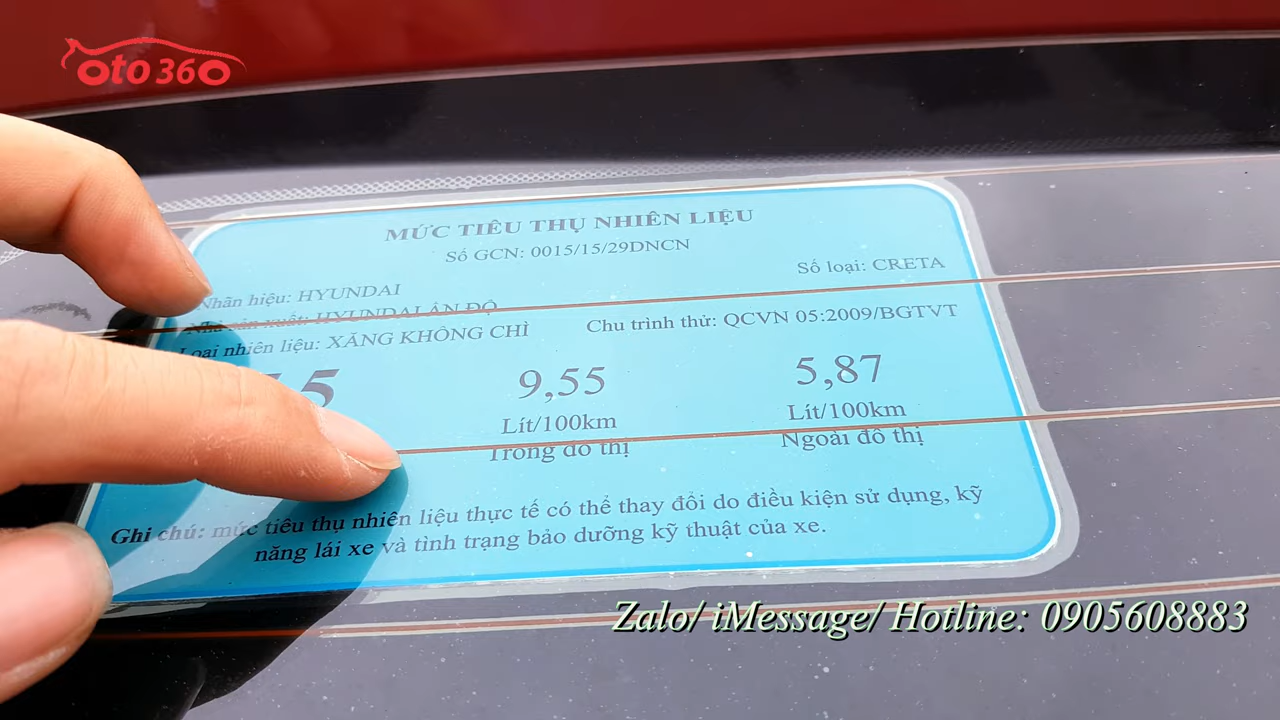 oto360
MỨC TIÊU THỤ NHIÊN LIỆU
Số GCN: 0015/15/29DNCN
Số loại: CRETA
Nhãn hiệu: HYUNDAI
Nhà sản xuất: HYUNDAI ẤN ĐỘ
Loại nhiên liệu: XĂNG KHÔNG CHÌ Chu trình thử: QCVN 05:2009/BGTVT
9,55 5,87
Lít/100km Lít/100km
Trong đô thị Ngoài đô thị
Ghi chú: mức tiêu thụ nhiên liệu thực tế có thể thay đổi do điều kiện sử dụng, kỹ
năng lái xe và tình trạng bảo dưỡng kỹ thuật của xe.
Zalo/ iMessage/ Hotline: 0905608883